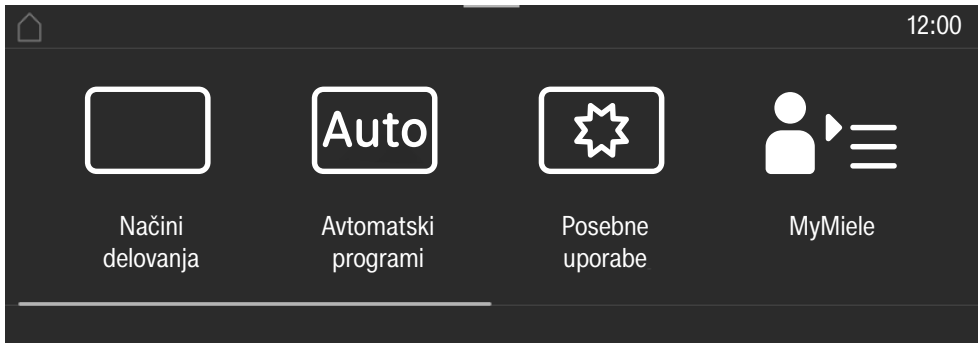 12:00
Auto
Načini
delovanja
Avtomatski
programi
Posebne
uporabe
MyMiele